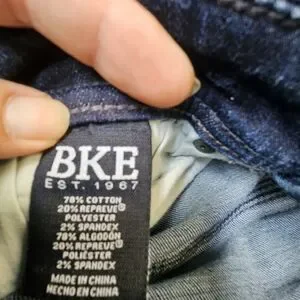 BKE
EST. 1967
78% COTTON
20% REPREVE®
POLYESTER
2% SPANDEX
78% ALGODÓN
20% REPREVE®
POLIÉSTER
2% SPANDEX
MADE IN CHINA
HECHO EN CHINA